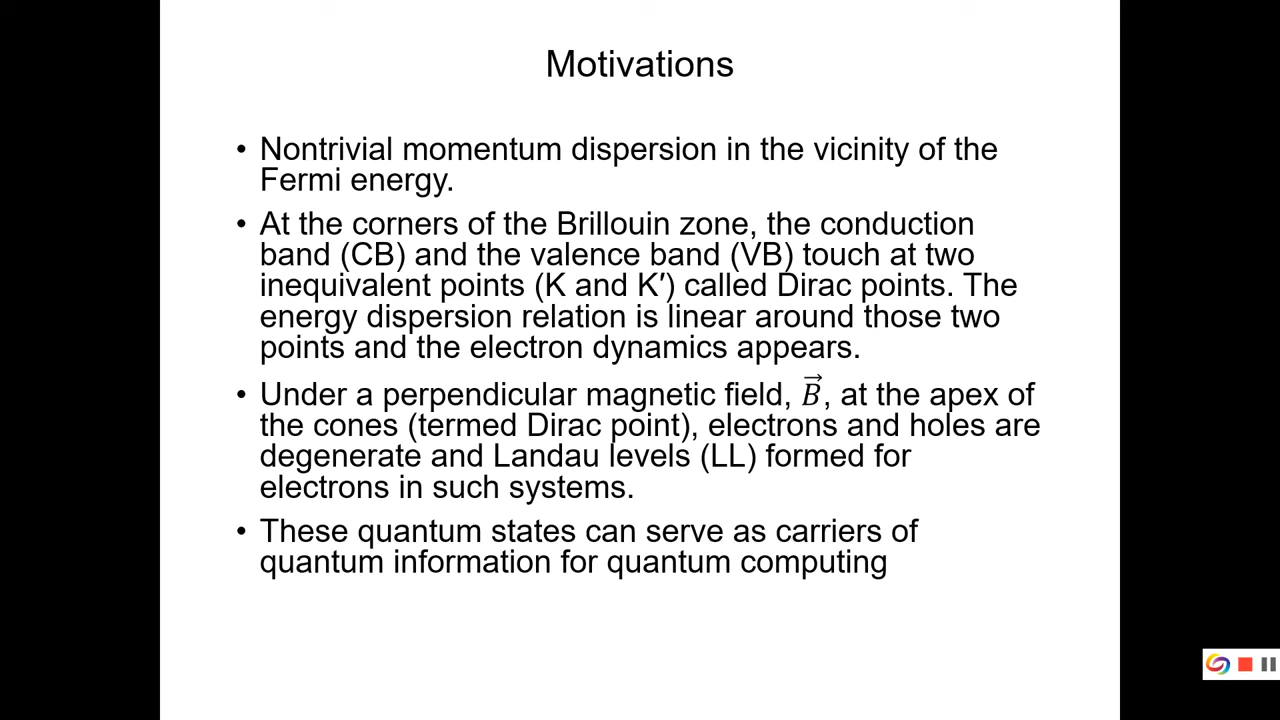 Motivations
• Nontrivial momentum dispersion in the vicinity of the
Fermi energy.
• At the corners of the Brillouin zone, the conduction
band (CB) and the valence band (VB) touch at two
inequivalent points (K and K′) called Dirac points. The
energy dispersion relation is linear around those two
points and the electron dynamics appears.
• Under a perpendicular magnetic field, B⃗, at the apex of
the cones (termed Dirac point), electrons and holes are
degenerate and Landau levels (LL) formed for
electrons in such systems.
• These quantum states can serve as carriers of
quantum information for quantum computing